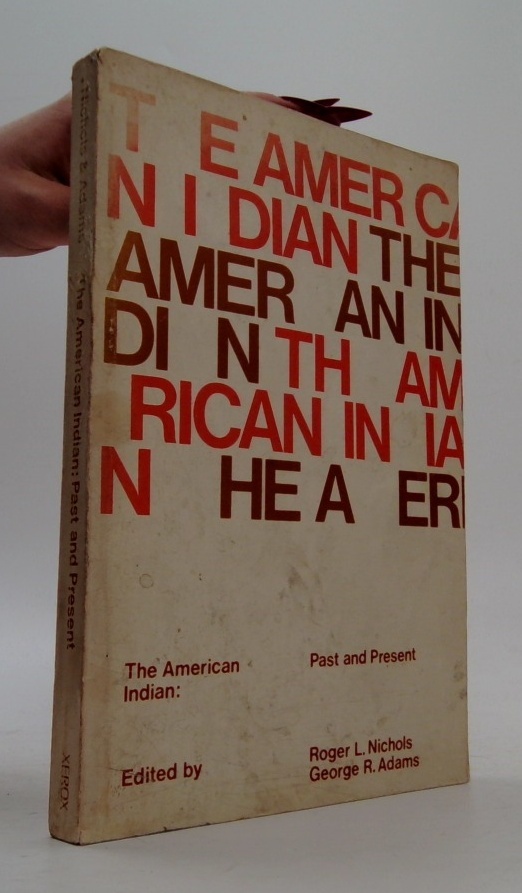 T E AMER CA
N I DIAN THE
AMER AN IN
DI N TH AM
RICAN IN IA
N HE A ERI
The American
Indian:
Past and Present
Edited by
Roger L. Nichols
George R. Adams
Nichols & Adams The American Indian: Past and Present XEROX